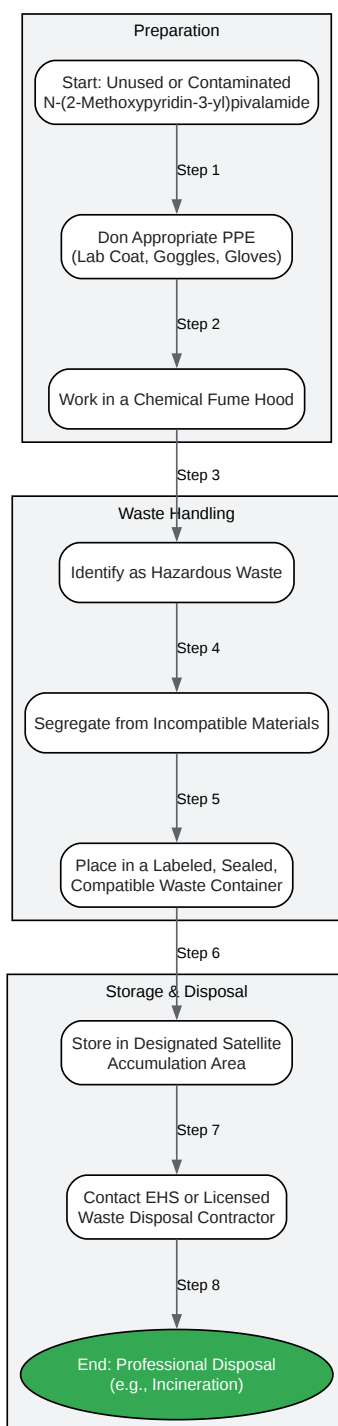 Preparation
Start: Unused or Contaminated
N-(2-Methoxypyridin-3-yl)pivalamide
Step 1
Don Appropriate PPE
(Lab Coat, Goggles, Gloves)
Step 2
Work in a Chemical Fume Hood
Step 3
Waste Handling
Identify as Hazardous Waste
Step 4
Segregate from Incompatible Materials
Step 5
Place in a Labeled, Sealed,
Compatible Waste Container
Step 6
Storage & Disposal
Store in Designated Satellite
Accumulation Area
Step 7
Contact EHS or Licensed
Waste Disposal Contractor
Step 8
End: Professional Disposal
(e.g., Incineration)